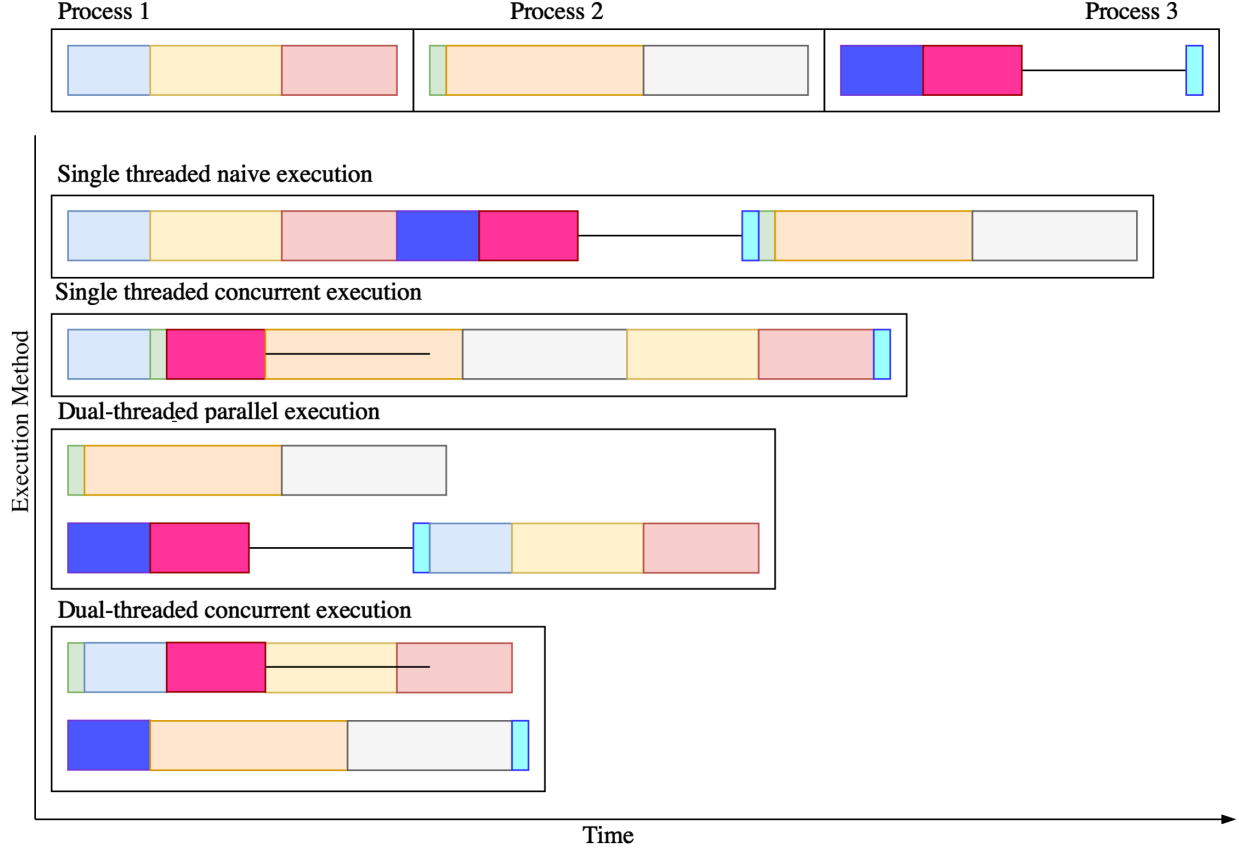 Process 1
Process 2
Process 3
Single threaded naive execution
Single threaded concurrent execution
Dual-threaded parallel execution
Dual-threaded concurrent execution
Execution Method
Time